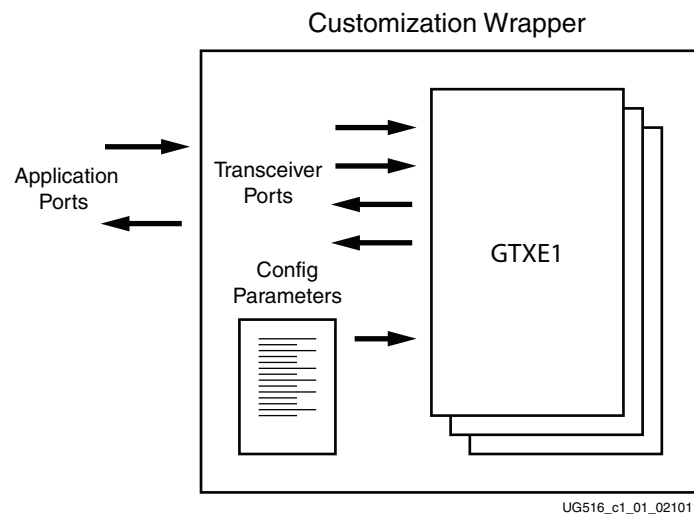 Customization Wrapper
Application
Ports
Transceiver
Ports
Config
Parameters
GTXE1
UG516_c1_01_02101